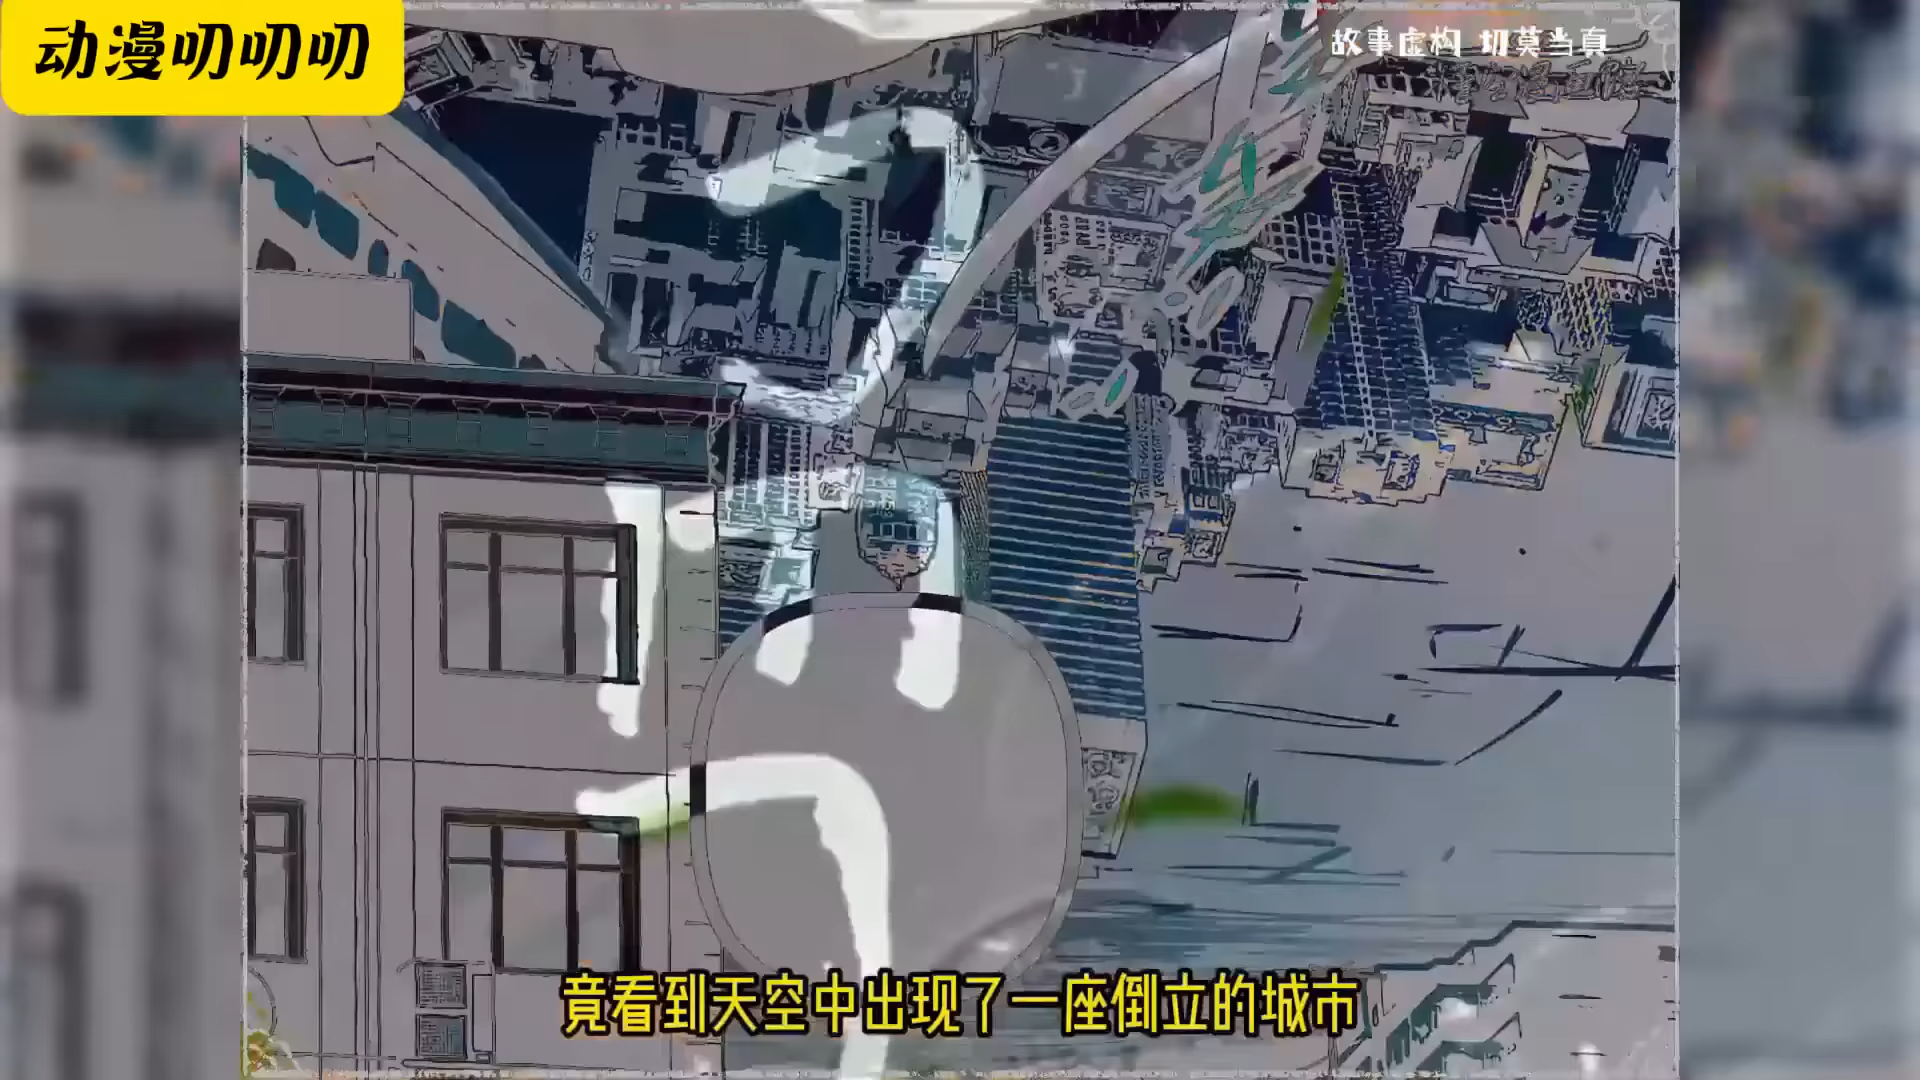 动漫叨叨叨
故事虚构 切莫当真
竟看到天空中出现了一座倒立的城市